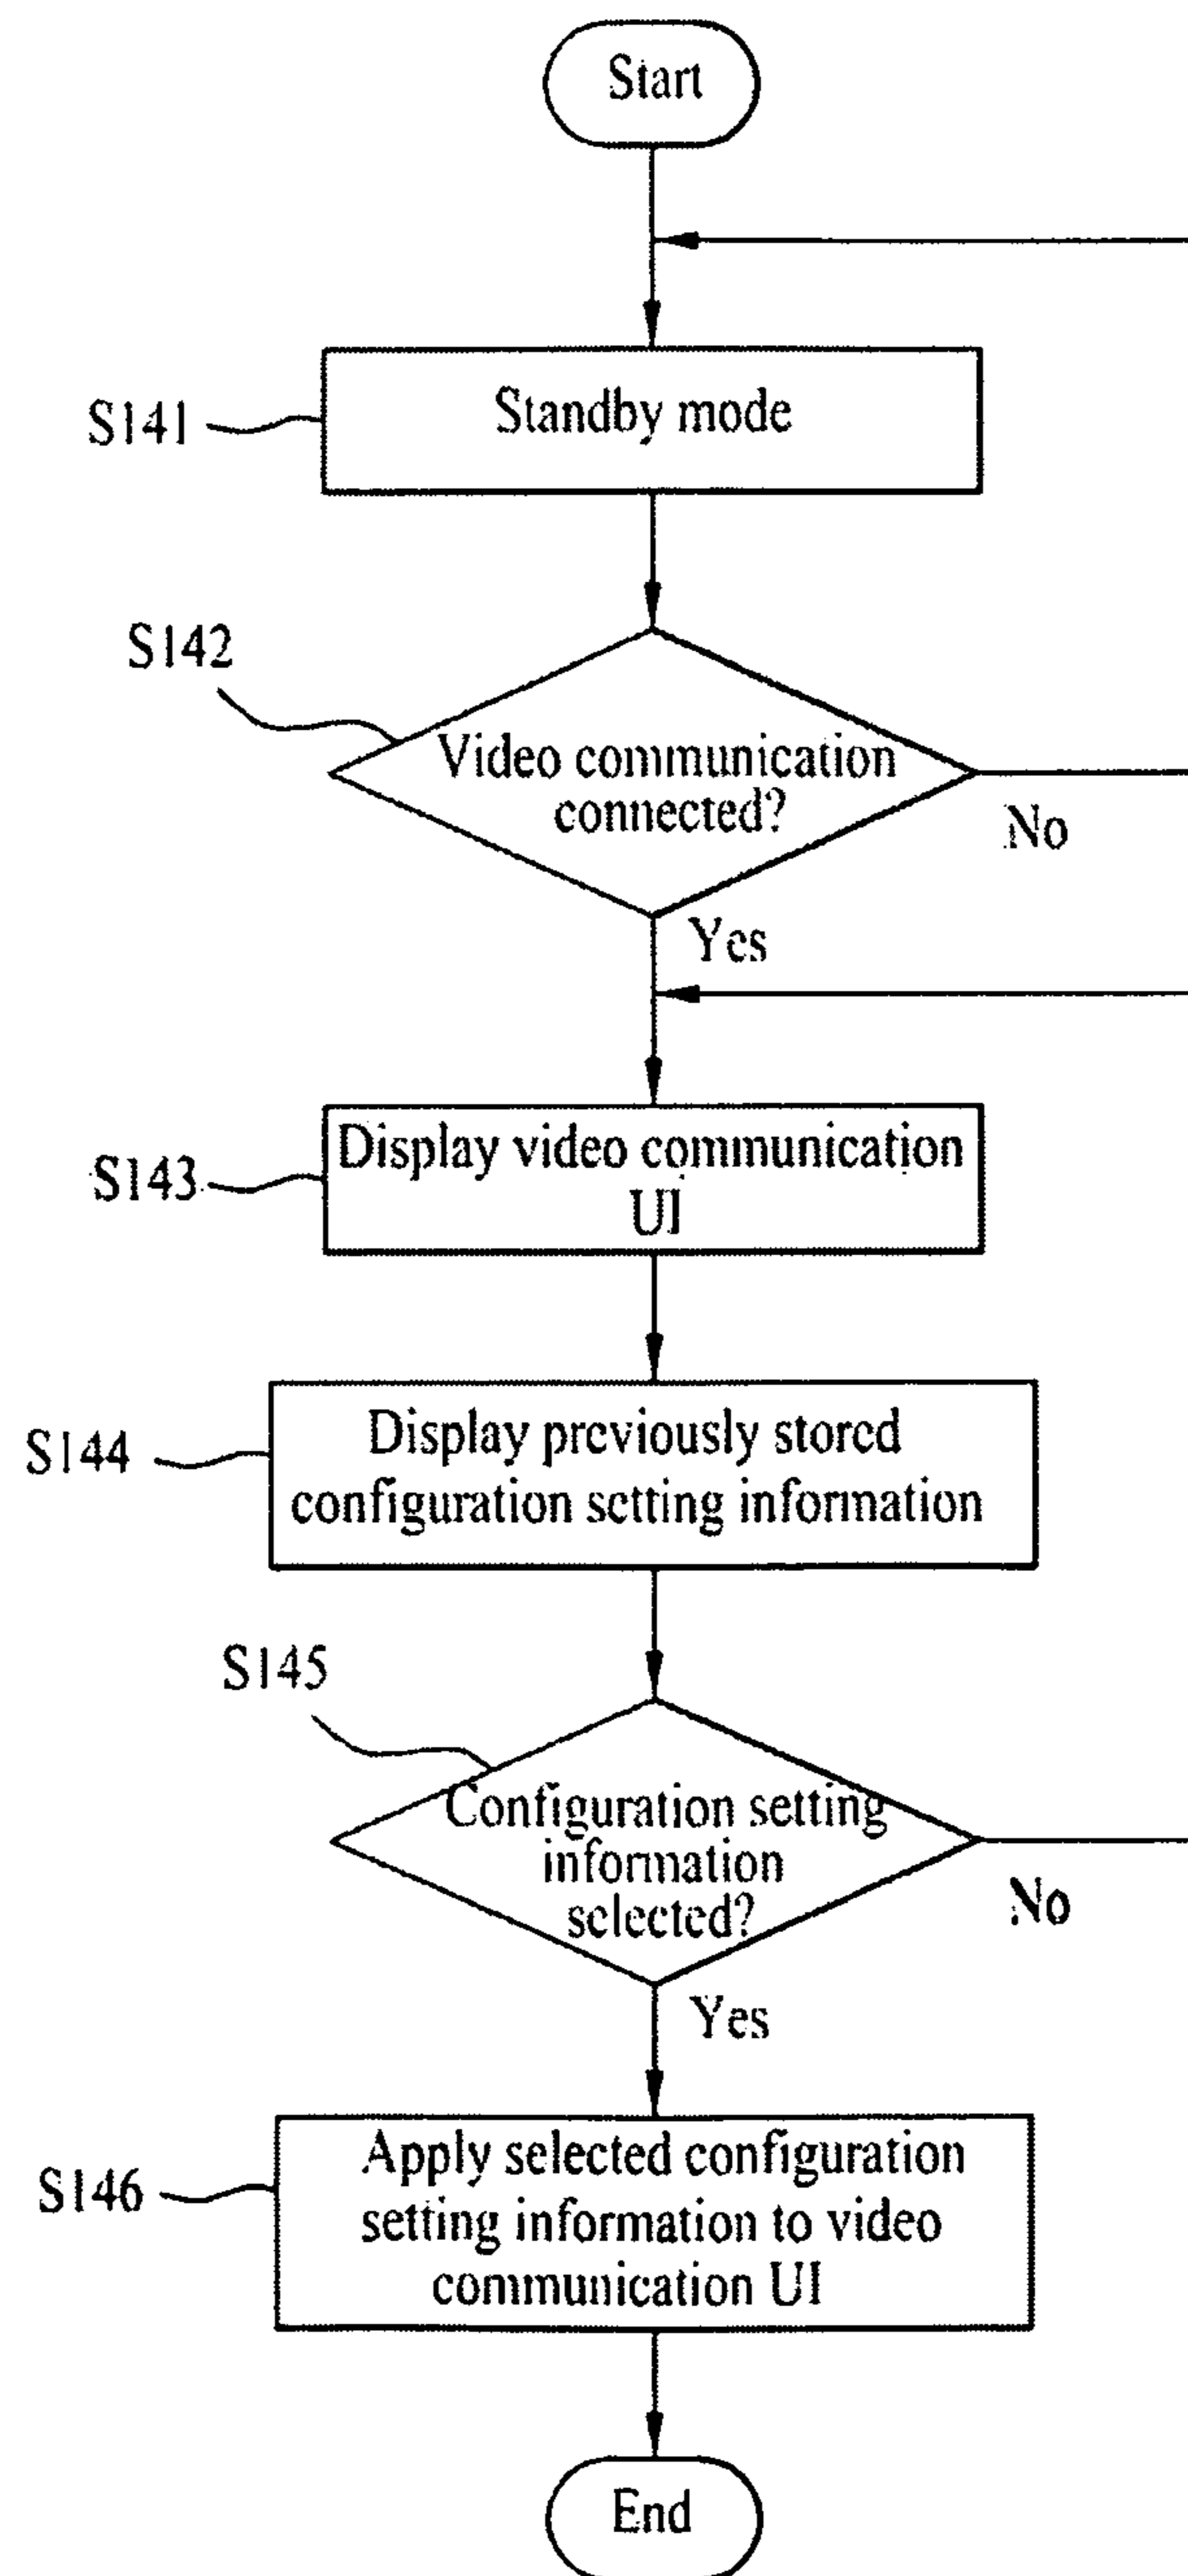 Start
S141
Standby mode
S142
Video communication
connected?
No
Yes
S143
Display video communication
UI
S144
Display previously stored
configuration setting information
S145
Configuration setting
information
selected?
No
Yes
S146
Apply selected configuration
setting information to video
communication UI
End